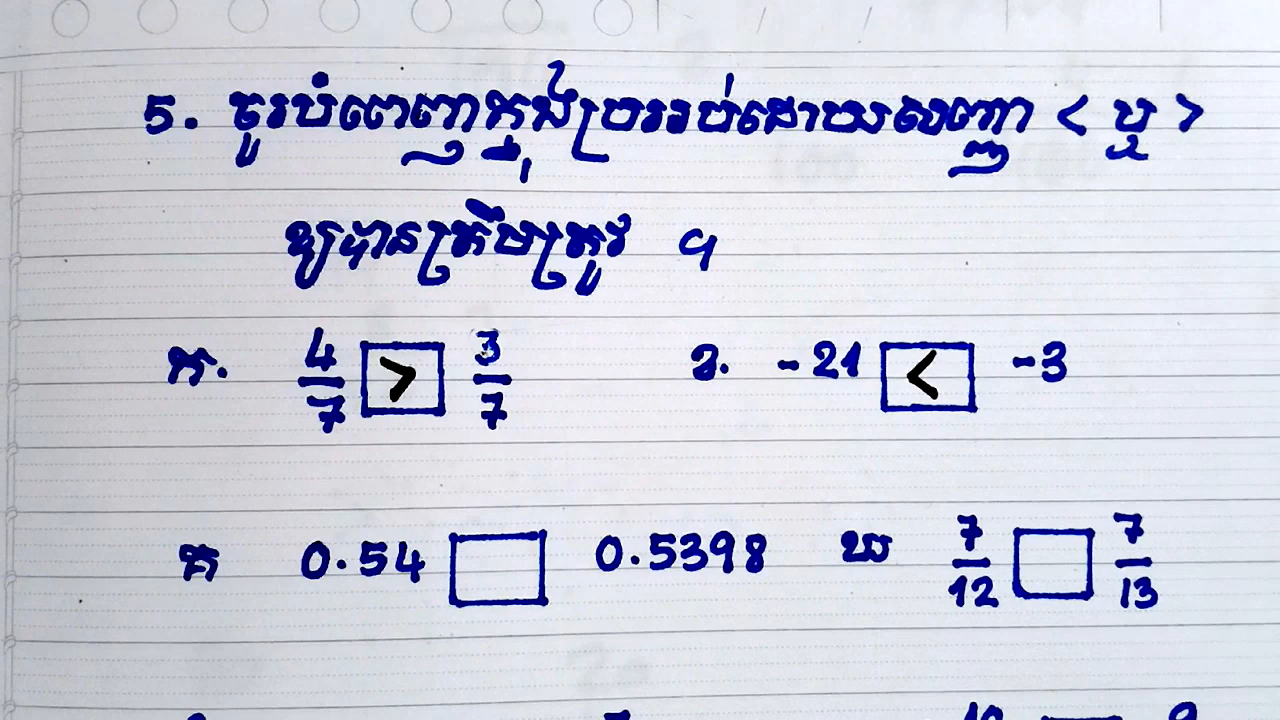 5. ចូរបំពេញក្នុងប្រអប់ដោយសញ្ញា < ឬ >
ឲ្យបានត្រឹមត្រូវ ។
ក. 4/7 > 3/7 ខ. -21 < -3
គ 0.54 □ 0.5398 ឃ 7/12 □ 7/13